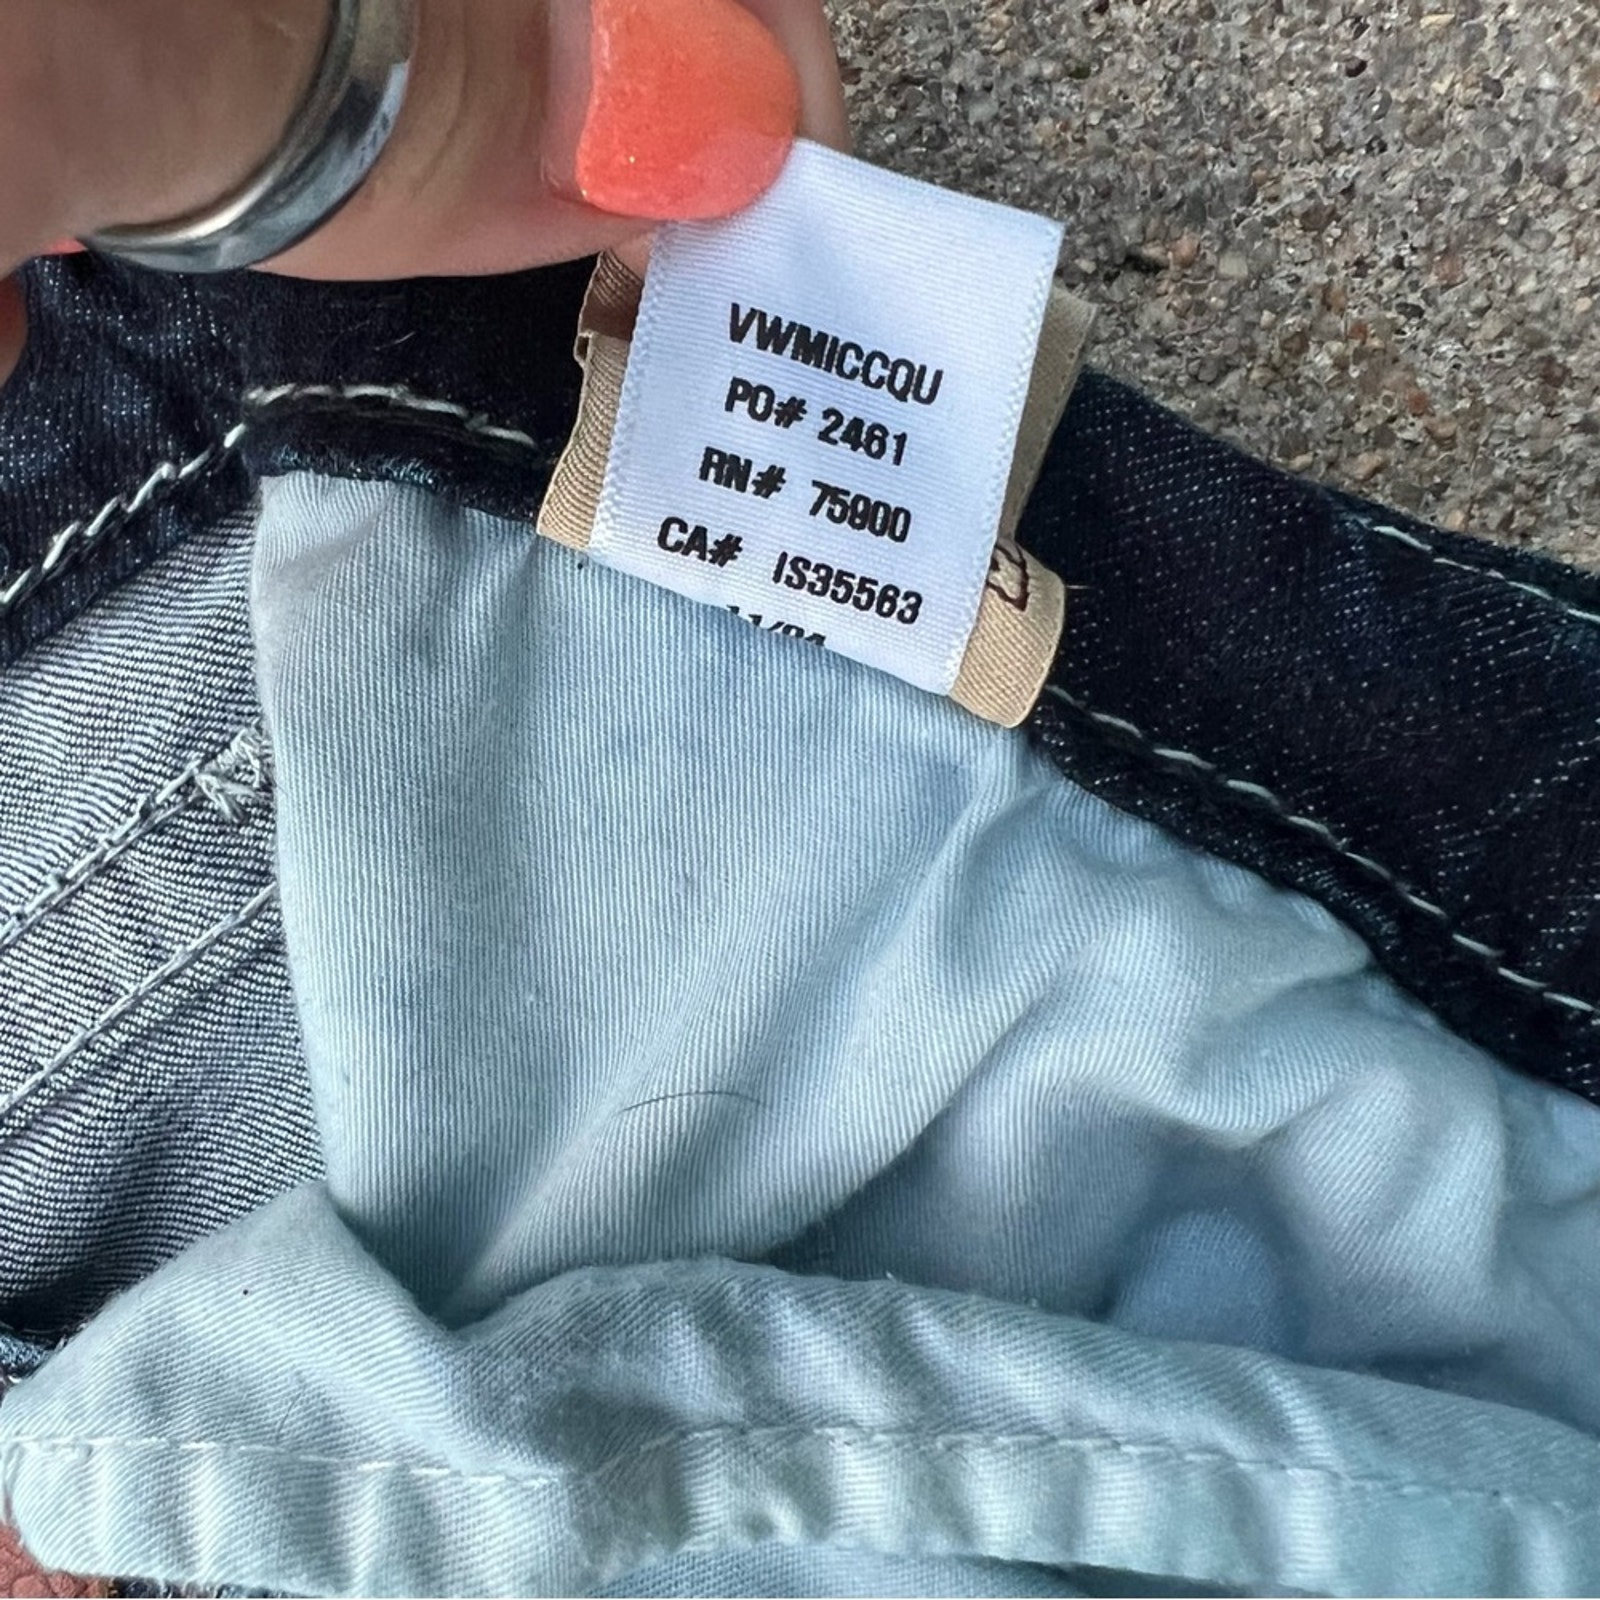 VWMICCQU
PO# 2461
RN# 75900
CA# IS35563